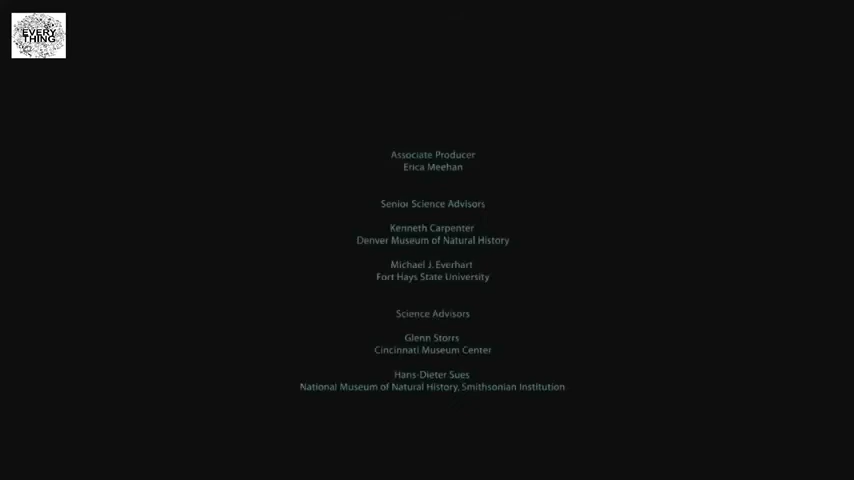 EVERY
THING
Associate Producer
Erica Meehan
Senior Science Advisors
Kenneth Carpenter
Denver Museum of Natural History
Michael J. Everhart
Fort Hays State University
Science Advisors
Glenn Storrs
Cincinnati Museum Center
Hans-Dieter Sues
National Museum of Natural History, Smithsonian Institution